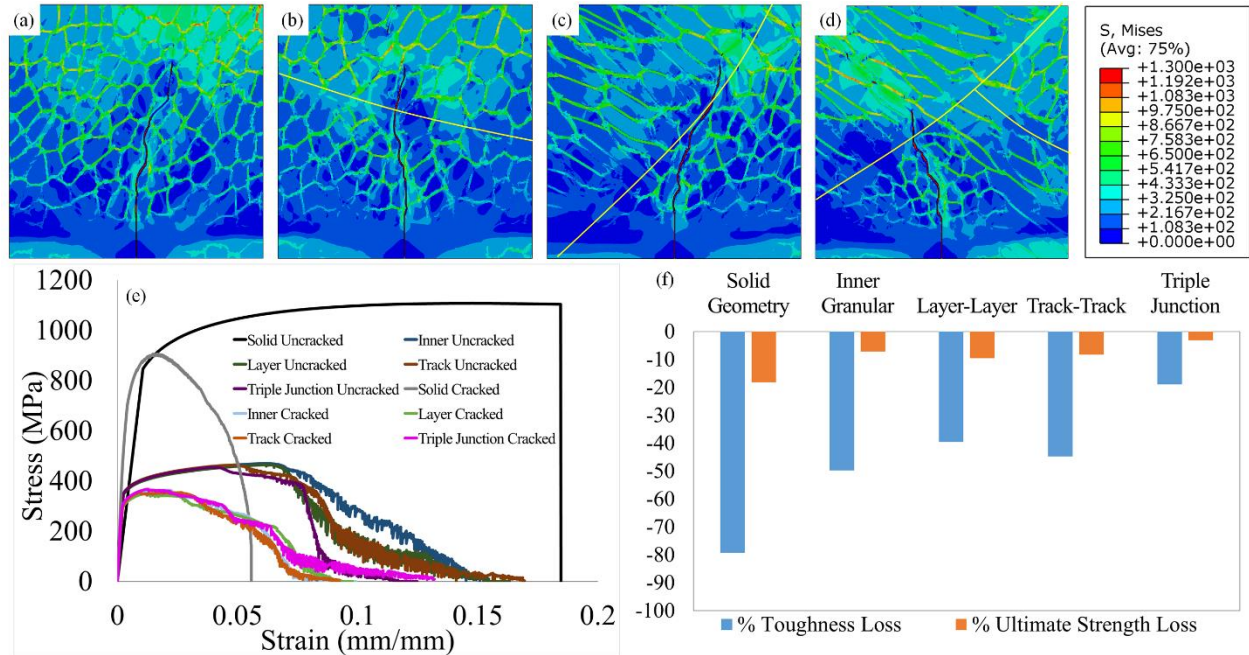 (a)
(b)
(c)
(d)
S, Mises
(Avg: 75%)
+1.300e+03
+1.192e+03
+1.083e+03
+9.750e+02
+8.667e+02
+7.583e+02
+6.500e+02
+5.417e+02
+4.333e+02
+3.250e+02
+2.167e+02
+1.083e+02
+0.000e+00
(e)
Stress (MPa)
1200
1000
800
600
400
200
0
Solid Uncracked
Inner Uncracked
Layer Uncracked
Track Uncracked
Triple Junction Uncracked
Solid Cracked
Inner Cracked
Layer Cracked
Track Cracked
Triple Junction Cracked
0
0.05
0.1
0.15
0.2
Strain (mm/mm)
(f)
Solid Geometry
Inner Granular
Layer-Layer
Track-Track
Triple Junction
0
-10
-20
-30
-40
-50
-60
-70
-80
-90
-100
% Toughness Loss
% Ultimate Strength Loss